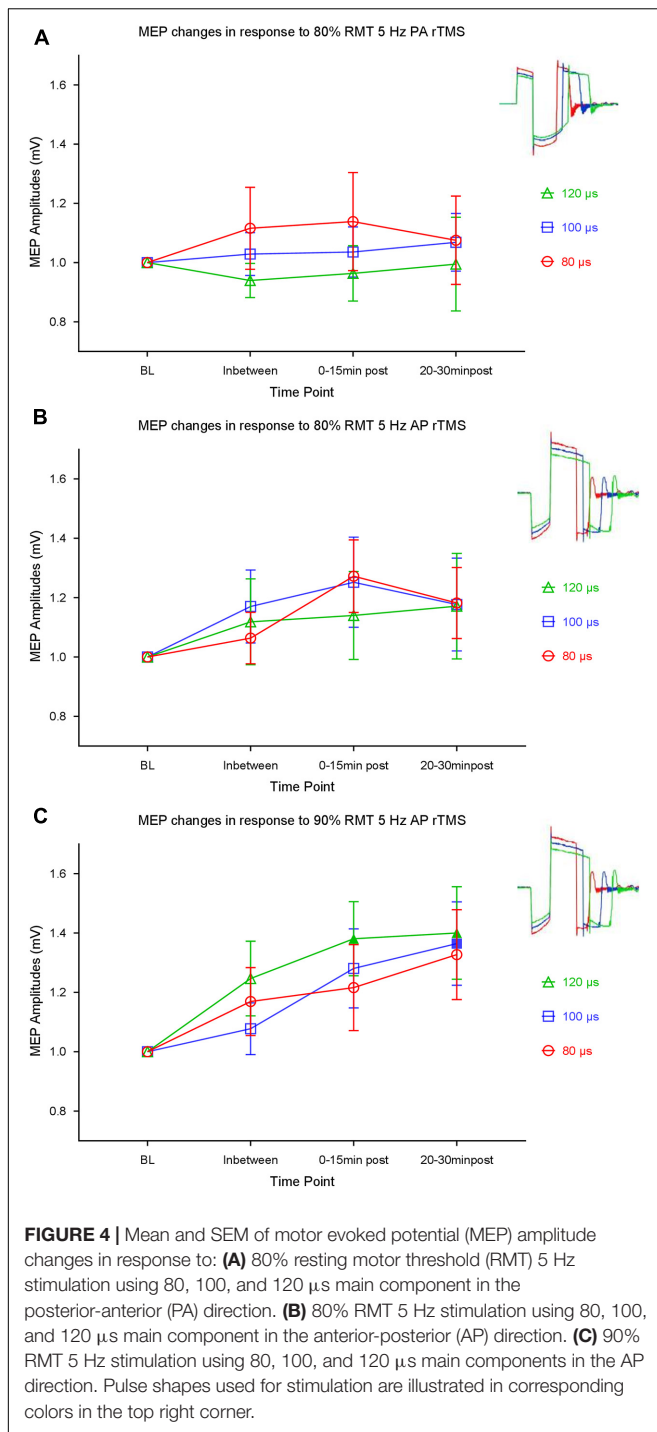 A
MEP changes in response to 80% RMT 5 Hz PA rTMS
MEP Amplitudes (mV)
1.6
1.4
1.2
1.0
0.8
BL Inbetween 0-15min post 20-30minpost
Time Point
120 µs
100 µs
80 µs
B
MEP changes in response to 80% RMT 5 Hz AP rTMS
MEP Amplitudes (mV)
1.6
1.4
1.2
1.0
0.8
BL Inbetween 0-15min post 20-30minpost
Time Point
120 µs
100 µs
80 µs
C
MEP changes in response to 90% RMT 5 Hz AP rTMS
MEP Amplitudes (mV)
1.6
1.4
1.2
1.0
0.8
BL Inbetween 0-15min post 20-30minpost
Time Point
120 µs
100 µs
80 µs
FIGURE 4 | Mean and SEM of motor evoked potential (MEP) amplitude
changes in response to: (A) 80% resting motor threshold (RMT) 5 Hz
stimulation using 80, 100, and 120 µs main component in the
posterior-anterior (PA) direction. (B) 80% RMT 5 Hz stimulation using 80, 100,
and 120 µs main component in the anterior-posterior (AP) direction. (C) 90%
RMT 5 Hz stimulation using 80, 100, and 120 µs main components in the AP
direction. Pulse shapes used for stimulation are illustrated in corresponding
colors in the top right corner.